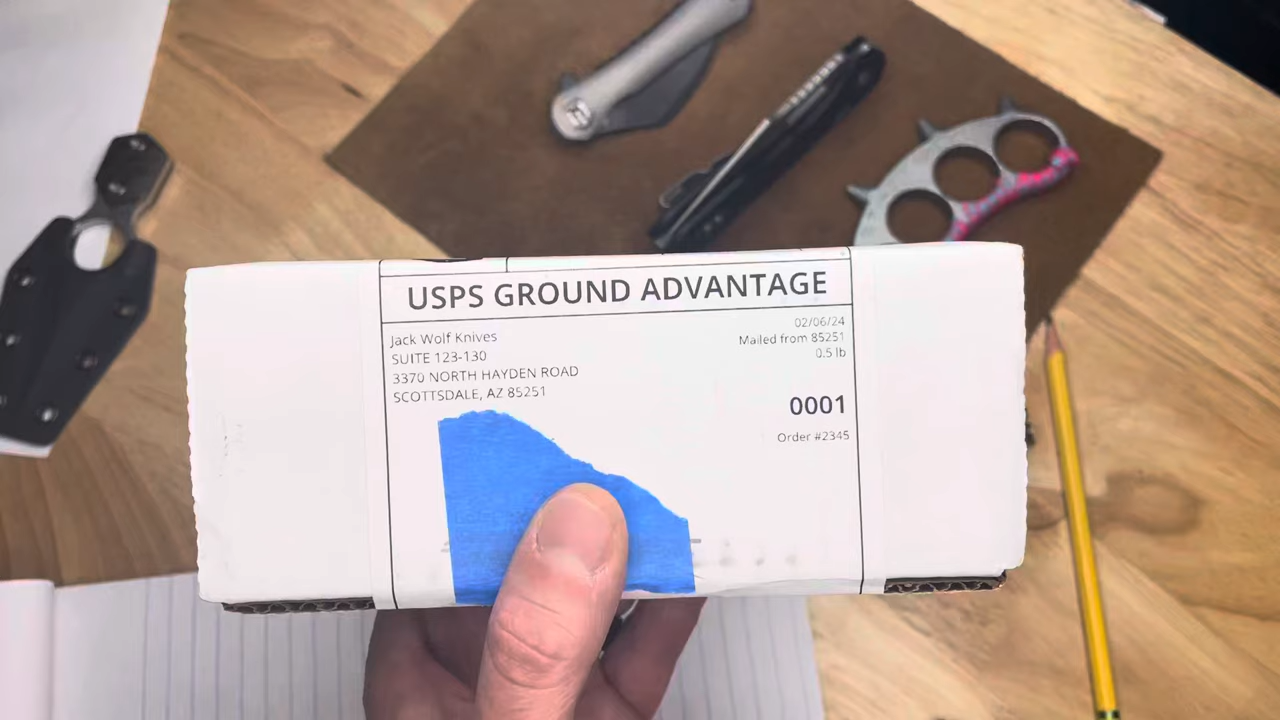 USPS GROUND ADVANTAGE
Jack Wolf Knives
SUITE 123-130
3370 NORTH HAYDEN ROAD
SCOTTSDALE, AZ 85251
02/06/24
Mailed from 85251
0.5 lb
0001
Order #2345